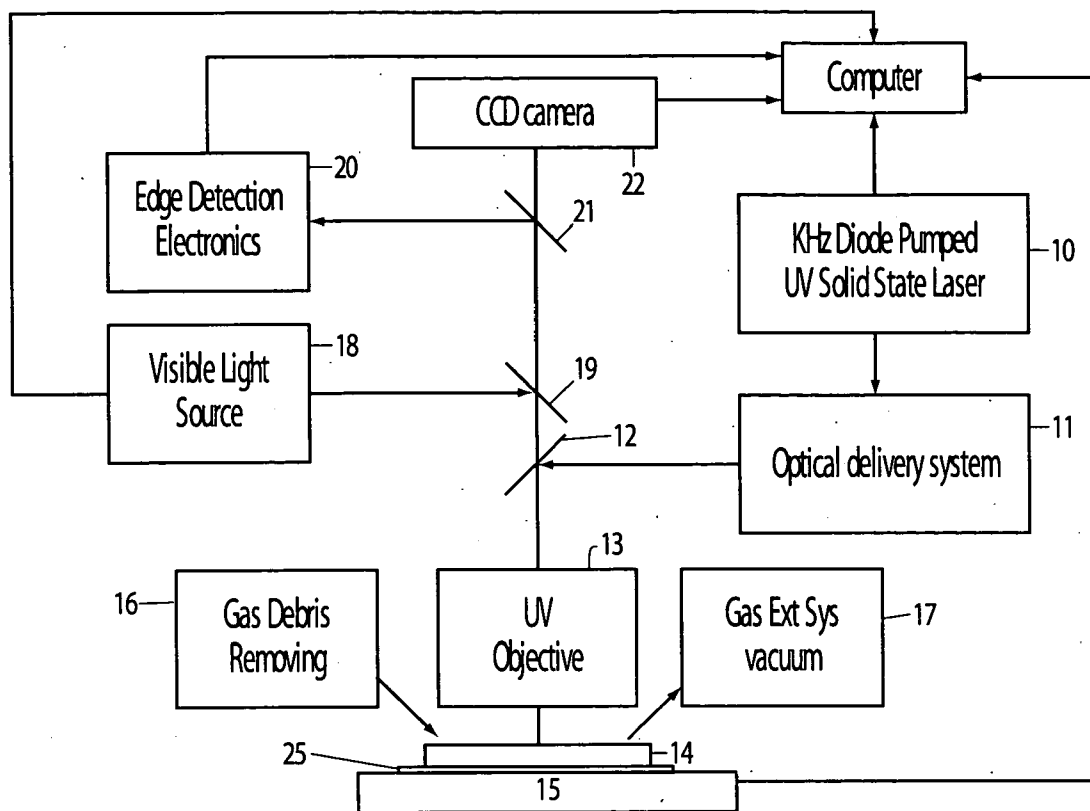 Computer
CCD camera
22
20
Edge Detection
Electronics
21
KHz Diode Pumped
UV Solid State Laser
10
18
Visible Light
Source
19
12
Optical delivery system
11
13
16
Gas Debris
Removing
UV
Objective
Gas Ext Sys
vacuum
17
14
25
15